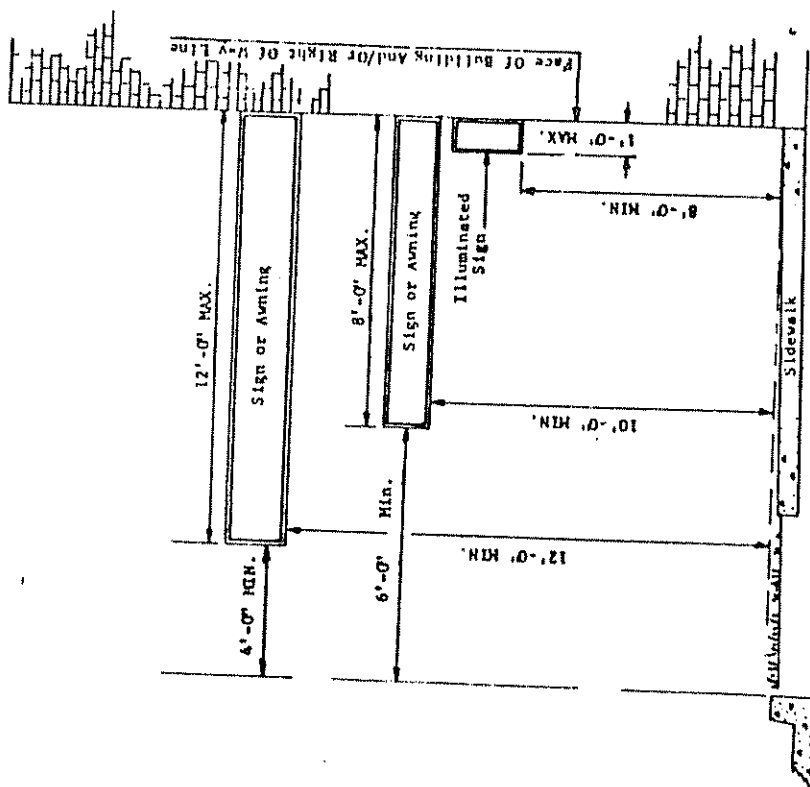 Face Of Building And/Or Right Of Way Line
12'-0" MAX.
Sign or Awning
4'-0" MIN.
12'-0" MIN.
8'-0" MAX.
Sign or Awning
6'-0" Min.
10'-0" MIN.
Illuminated
Sign
1'-0" MAX.
8'-0" MIN.
Sidewalk